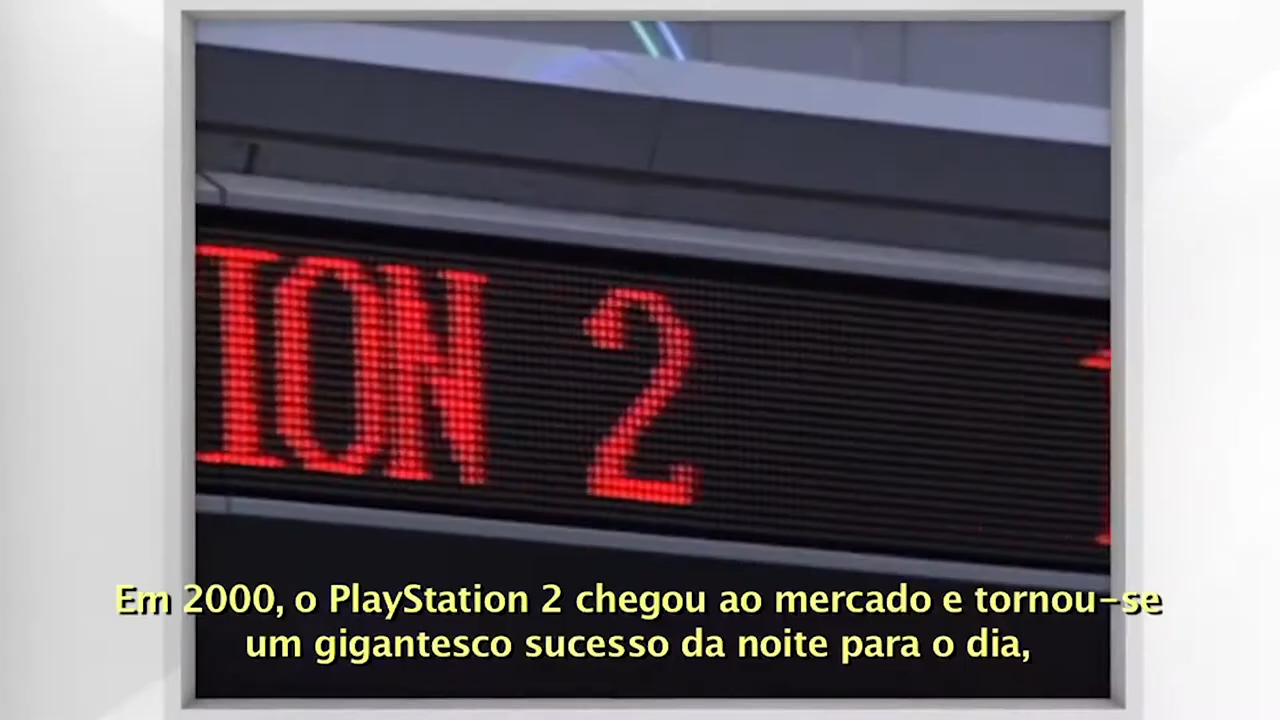 ION 2
Em 2000, o PlayStation 2 chegou ao mercado e tornou-se
um gigantesco sucesso da noite para o dia,